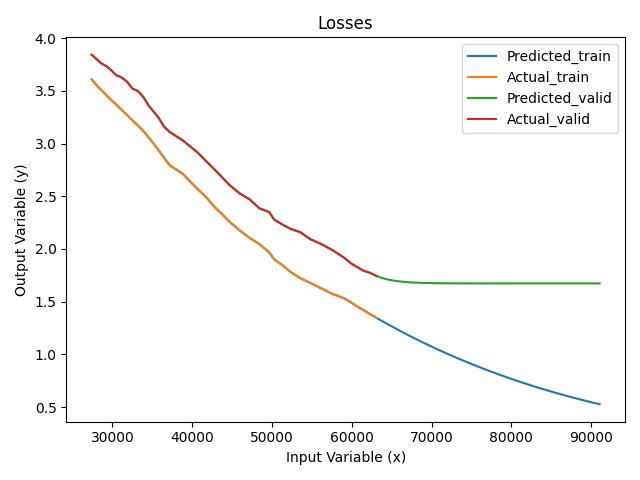 Losses
4.0
3.5
3.0
2.5
2.0
1.5
1.0
0.5
Output Variable (y)
Predicted_train
Actual_train
Predicted_valid
Actual_valid
30000 40000 50000 60000 70000 80000 90000
Input Variable (x)